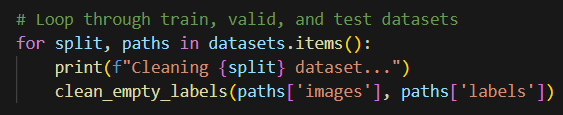 # Loop through train, valid, and test datasets
for split, paths in datasets.items():
    print(f"Cleaning {split} dataset...")
    clean_empty_labels(paths['images'], paths['labels'])